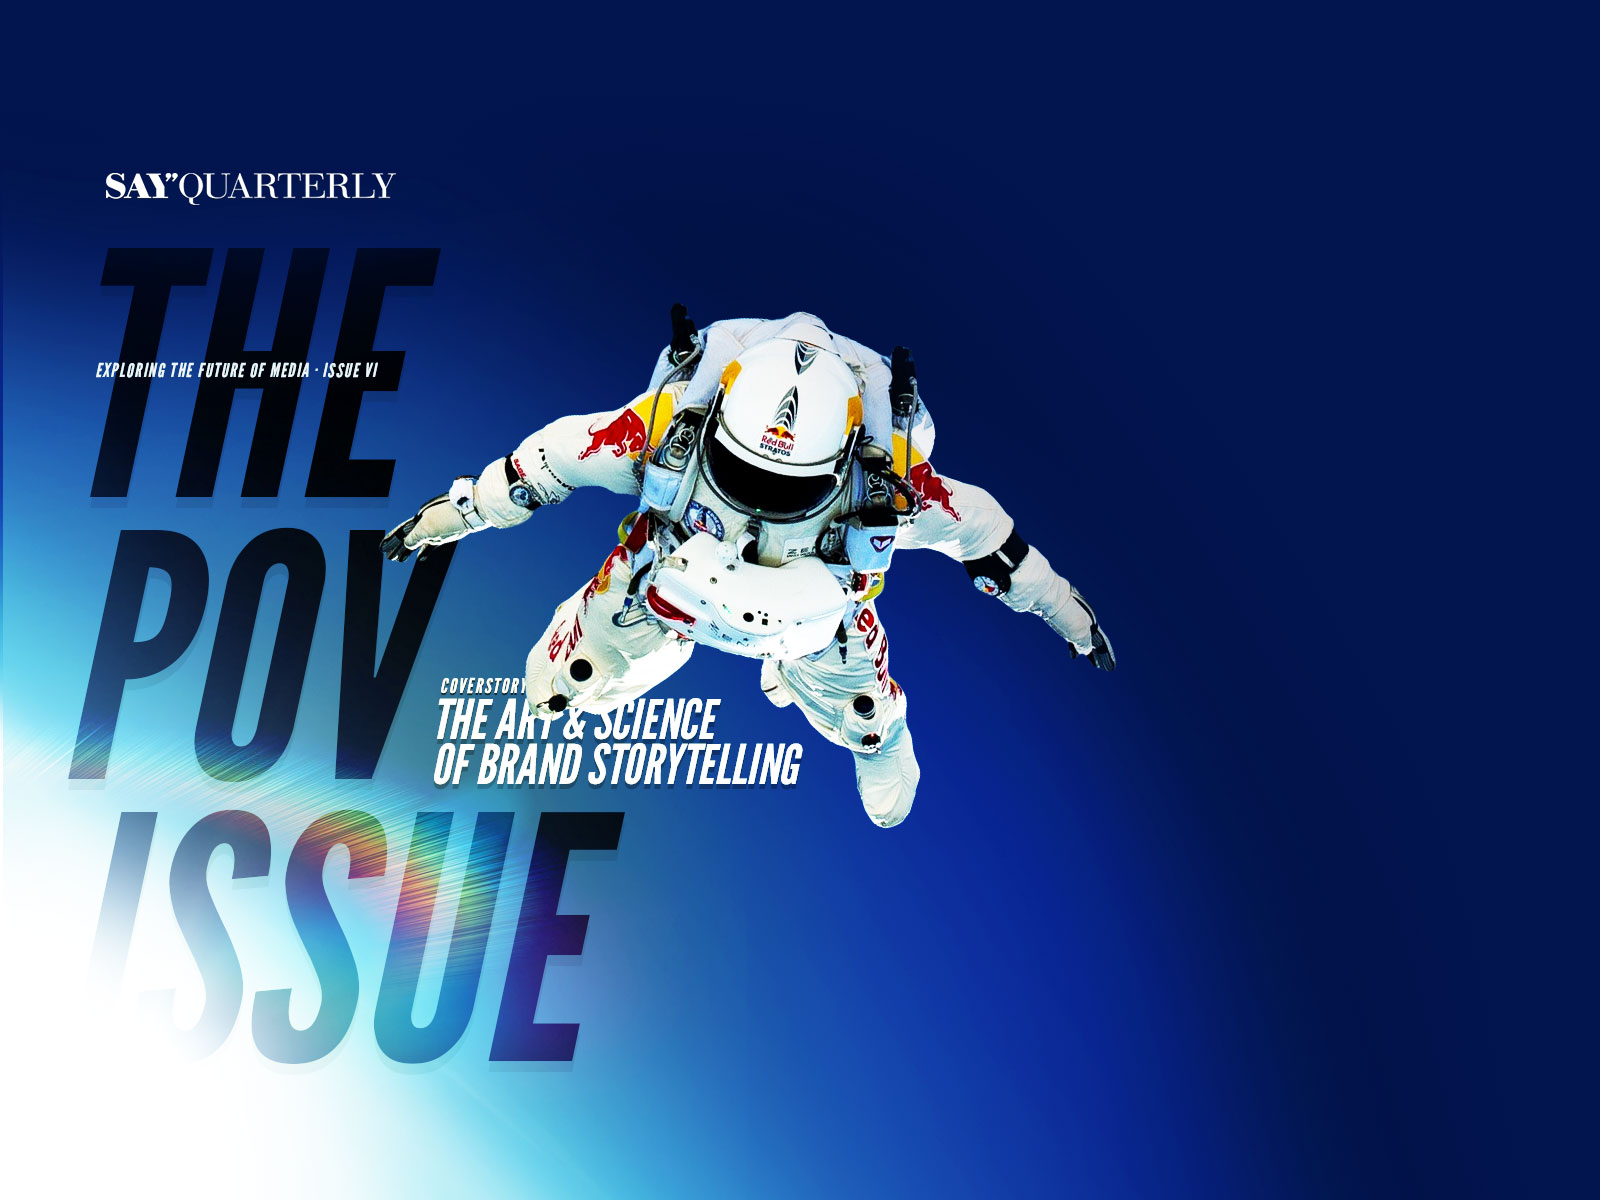 SAY”QUARTERLY
THE
EXPLORING THE FUTURE OF MEDIA · ISSUE VI
POV
COVERSTORY
THE ART & SCIENCE
OF BRAND STORYTELLING
ISSUE
Red Bull
STRATOS